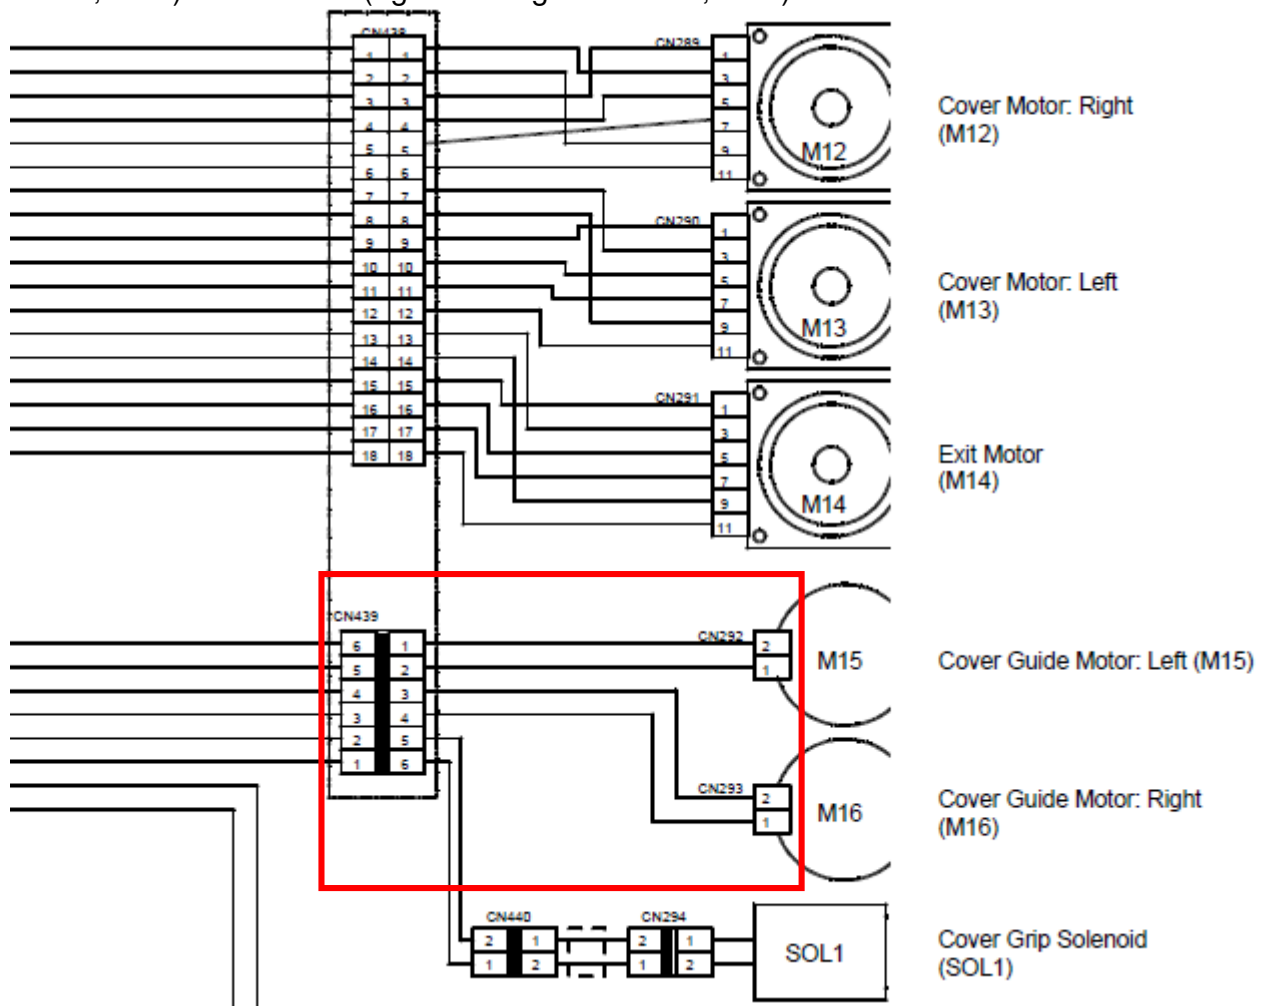 CN439
1 1
2 2
3 3
4 4
5 5
6 6
7 7
8 8
9 9
10 10
11 11
12 12
13 13
14 14
15 15
16 16
17 17
18 18
CN289
1
3
5
7
9
11
M12
Cover Motor: Right
(M12)
CN290
1
3
5
7
9
11
M13
Cover Motor: Left
(M13)
CN291
1
3
5
7
9
11
M14
Exit Motor
(M14)
CN439
6 1
5 2
4 3
3 4
2 5
1 6
CN292
2
1
M15
Cover Guide Motor: Left (M15)
CN293
2
1
M16
Cover Guide Motor: Right
(M16)
CN440
2 1
1 2
CN294
2 1
1 2
SOL1
Cover Grip Solenoid
(SOL1)